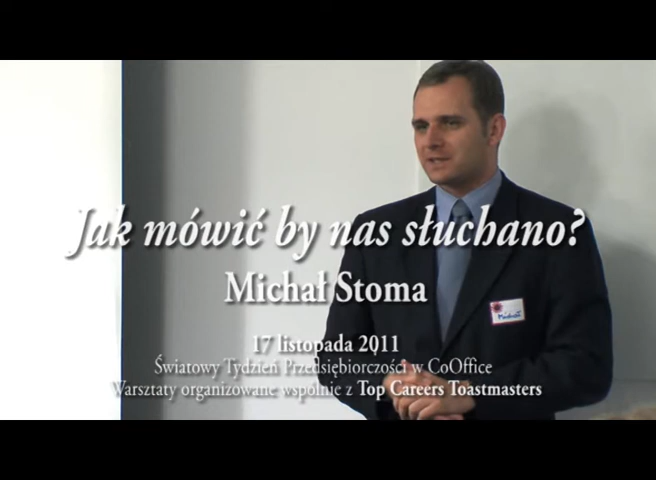 Jak mówić by nas słuchano?
Michał Stoma
17 listopada 2011
Światowy Tydzień Przedsiębiorczości w CoOffice
Warsztaty organizowane wspólnie z Top Careers Toastmasters